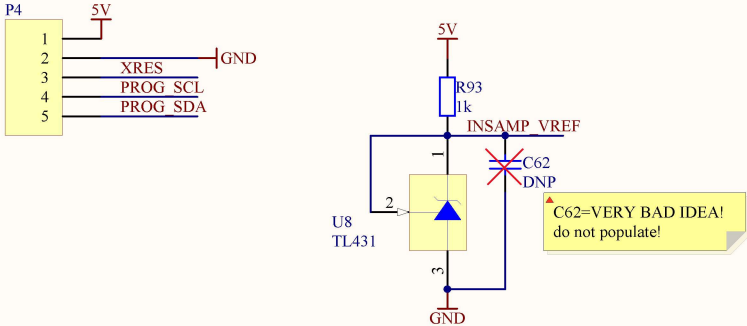 P4
5V
1
2
GND
3
XRES
4
PROG_SCL
5
PROG_SDA
5V
R93
1k
INSAMP_VREF
1
C62
DNP
2
U8
TL431
3
GND
C62=VERY BAD IDEA!
do not populate!